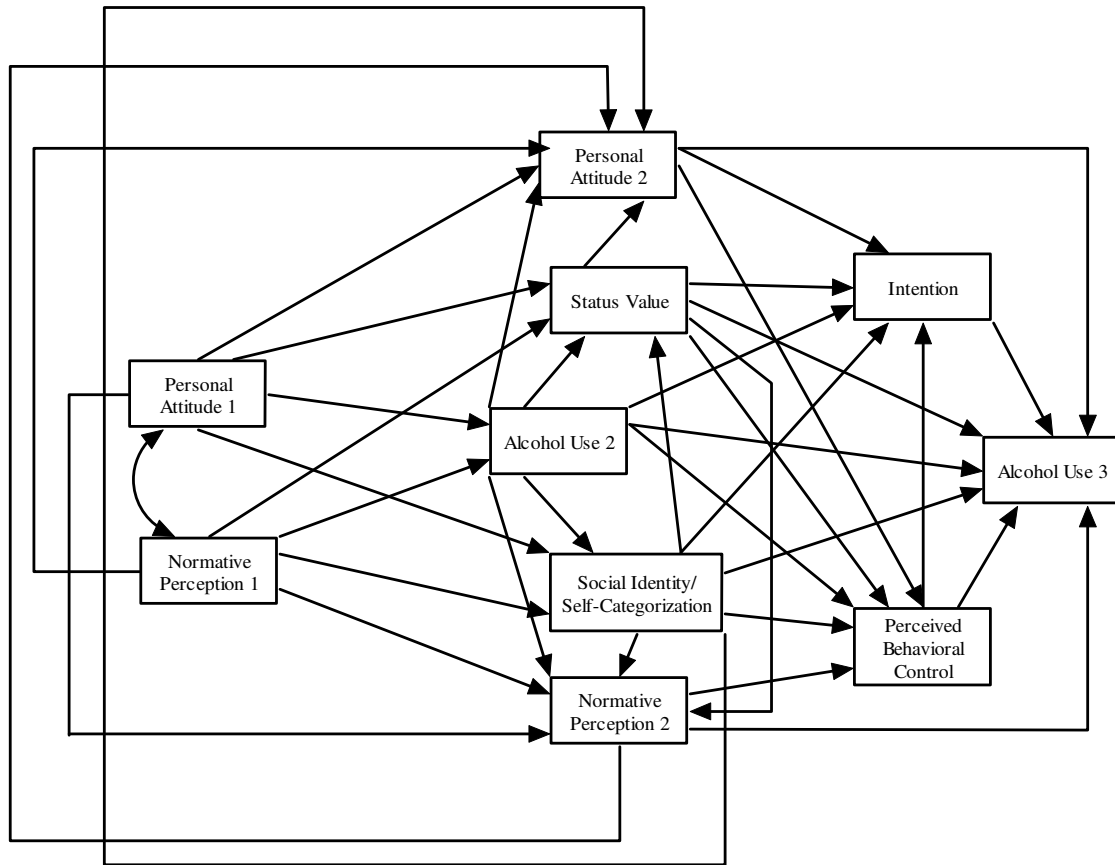 Personal
Attitude 2
Intention
Status Value
Personal
Attitude 1
Alcohol Use 2
Alcohol Use 3
Normative
Perception 1
Social Identity/
Self-Categorization
Perceived
Behavioral
Control
Normative
Perception 2